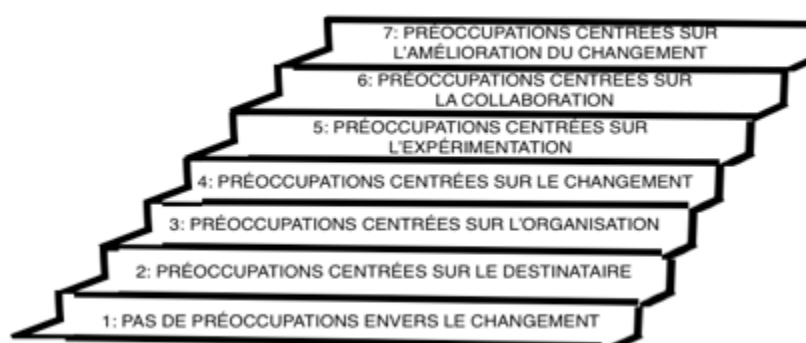 7: PRÉOCCUPATIONS CENTRÉES SUR
L'AMÉLIORATION DU CHANGEMENT
6: PRÉOCCUPATIONS CENTREES SUR
LA COLLABORATION
5: PRÉOCCUPATIONS CENTRÉES SUR
L'EXPÉRIMENTATION
4: PRÉOCCUPATIONS CENTRÉES SUR LE CHANGEMENT
3: PRÉOCCUPATIONS CENTRÉES SUR L'ORGANISATION
2: PRÉOCCUPATIONS CENTRÉES SUR LE DESTINATAIRE
1: PAS DE PRÉOCCUPATIONS ENVERS LE CHANGEMENT